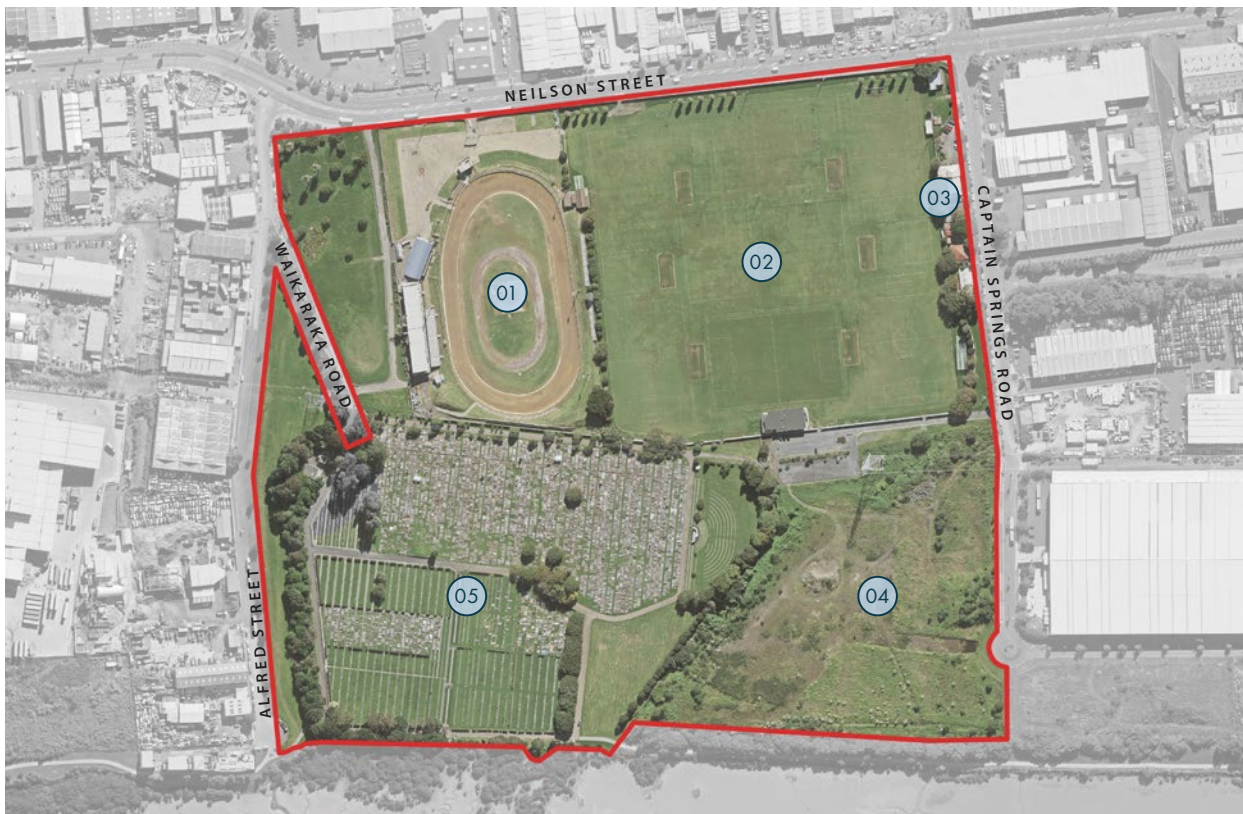 NEILSON STREET
WAIKARAKA ROAD
CAPTAIN SPRINGS ROAD
ALFRED STREET
01
02
03
04
05